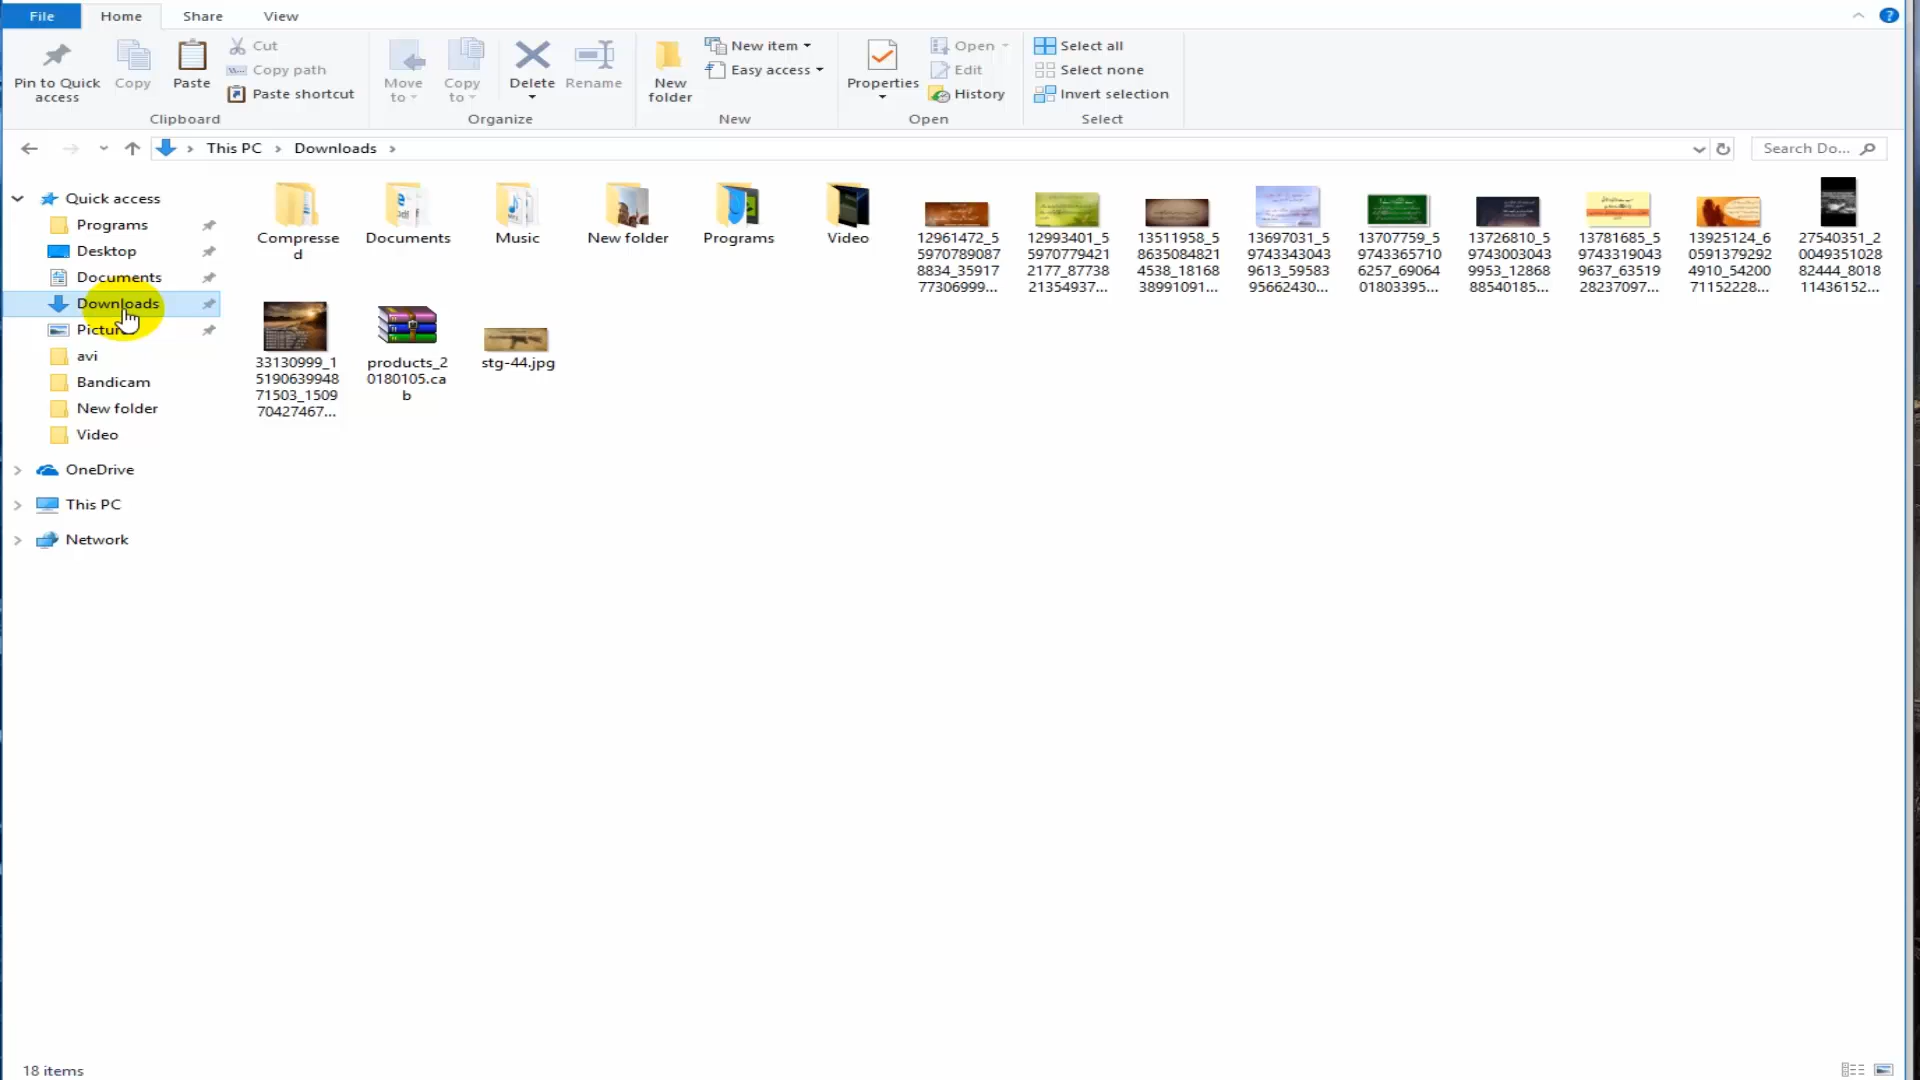 File Home Share View
Pin to Quick access
Copy
Paste
Cut
Copy path
Paste shortcut
Clipboard
Move to
Copy to
Delete
Rename
Organize
New folder
New item
Easy access
New
Properties
Open
Edit
History
Open
Select all
Select none
Invert selection
Select
This PC Downloads
Search Do...
Quick access
Programs
Desktop
Documents
Downloads
avi
Bandicam
New folder
Video
OneDrive
This PC
Network
Compresse
d
Documents
Music
New folder
Programs
Video
12961472_5
5970789087
8834_35917
77306999...
12993401_5
5970779421
2177_87738
21354937...
13511958_5
8635084821
4538_18168
38991091...
13697031_5
9743343043
9613_59583
95662430...
13707759_5
9743365710
6257_69064
01803395...
13726810_5
9743003043
9953_12868
88540185...
13781685_5
9743319043
9637_63519
28237097...
13925124_6
0591379292
4910_54200
71152228...
27540351_2
0049351028
82444_8018
11436152...
33130999_1
5190639948
71503_1509
70427467...
products_2
0180105.ca
b
stg-44.jpg
18 items